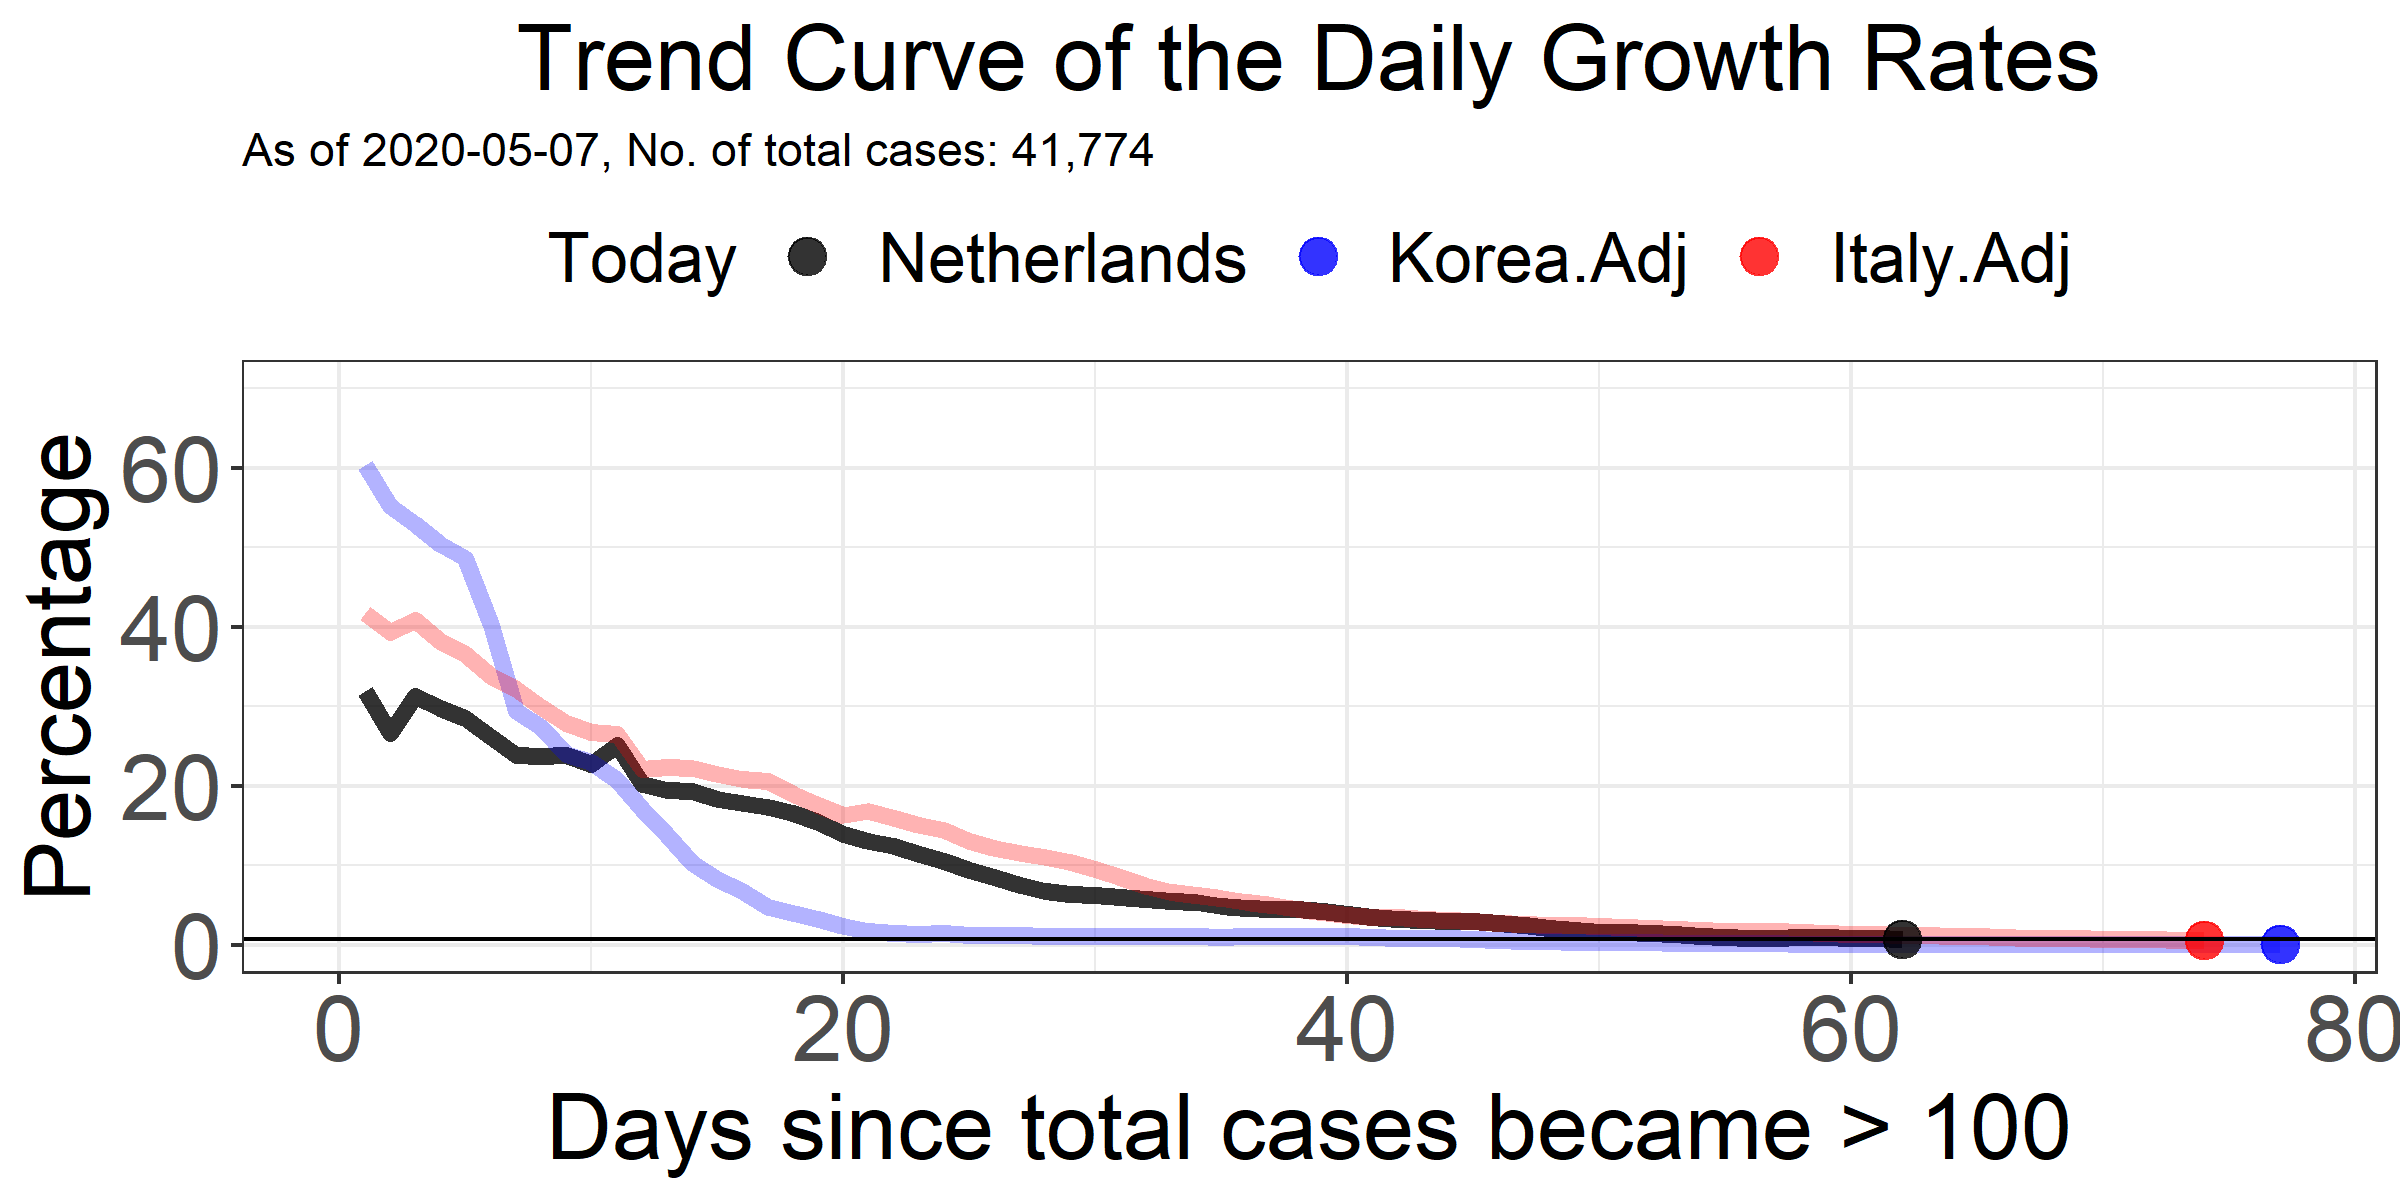 Trend Curve of the Daily Growth Rates
As of 2020-05-07, No. of total cases: 41,774
Today Netherlands Korea.Adj Italy.Adj
Percentage
60
40
20
0
0 20 40 60 80
Days since total cases became > 100